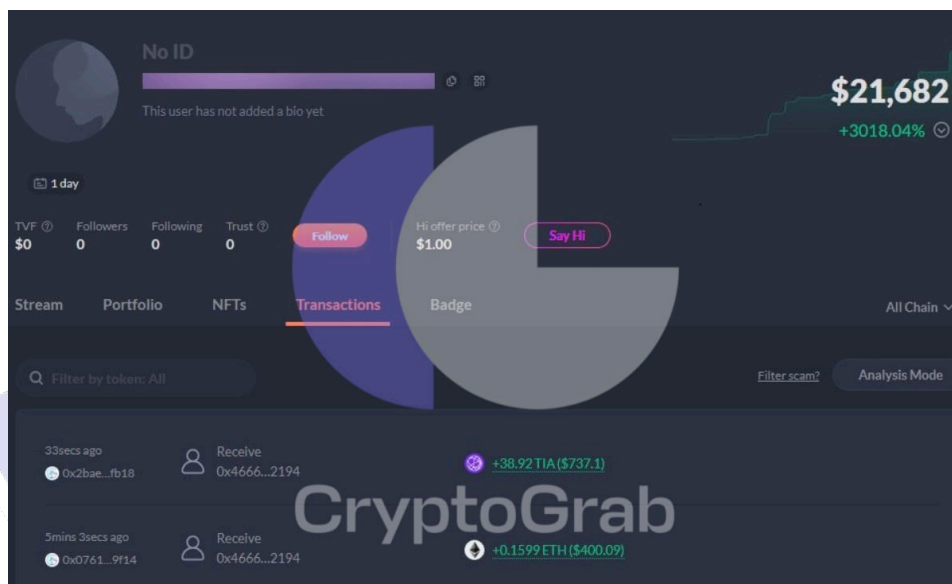 No ID
This user has not added a bio yet
$21,682
+3018.04%
1 day
TVF Followers Following Trust Hi offer price
$0 0 0 0 Follow $1.00 Say Hi
Stream Portfolio NFTs Transactions Badge All Chain
Filter by token: All Filter scam? Analysis Mode
33secs ago Receive
0x2bae...fb18 0x4666...2194 +38.92 TIA ($737.1)
CryptoGrab
5mins 3secs ago Receive
0x0761...9f14 0x4666...2194 +0.1599 ETH ($400.09)